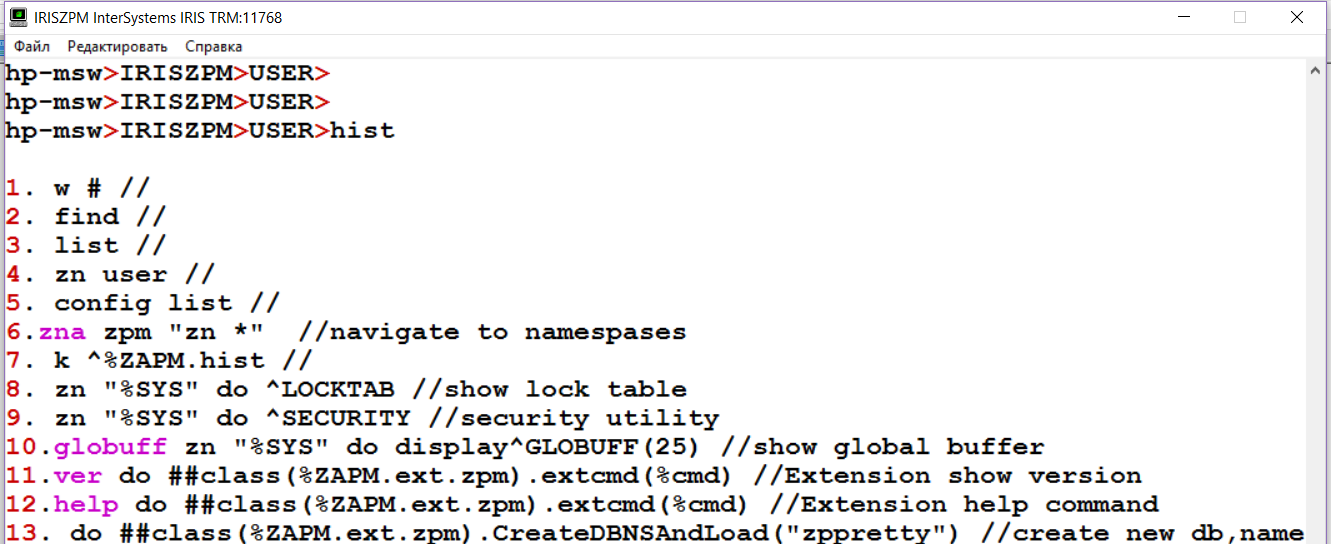 IRISZPM InterSystems IRIS TRM:11768
Файл Редактировать Справка
hp-msw>IRISZPM>USER>
hp-msw>IRISZPM>USER>
hp-msw>IRISZPM>USER>hist
1. w # //
2. find //
3. list //
4. zn user //
5. config list //
6.zna zpm "zn *"  //navigate to namespases
7. k ^%ZAPM.hist //
8. zn "%SYS" do ^LOCKTAB //show lock table
9. zn "%SYS" do ^SECURITY //security utility
10.globuff zn "%SYS" do display^GLOBUFF(25) //show global buffer
11.ver do ##class(%ZAPM.ext.zpm).extcmd(%cmd) //Extension show version
12.help do ##class(%ZAPM.ext.zpm).extcmd(%cmd) //Extension help command
13. do ##class(%ZAPM.ext.zpm).CreateDBNSAndLoad("zppretty") //create new db,name